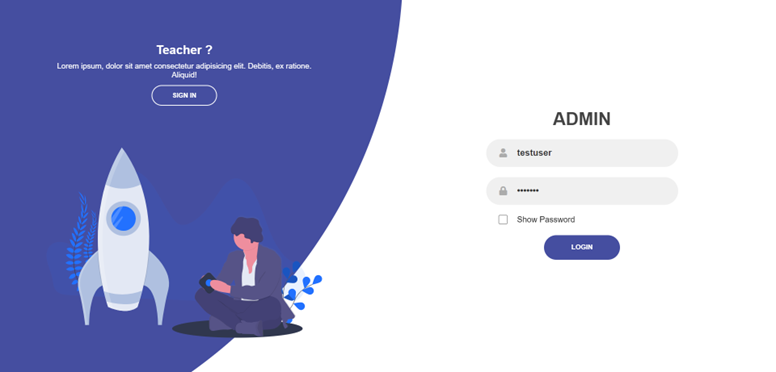 Teacher ?
Lorem ipsum, dolor sit amet consectetur adipisicing elit. Debitis, ex ratione.
Aliquid!
SIGN IN
ADMIN
testuser
•••••••
Show Password
LOGIN